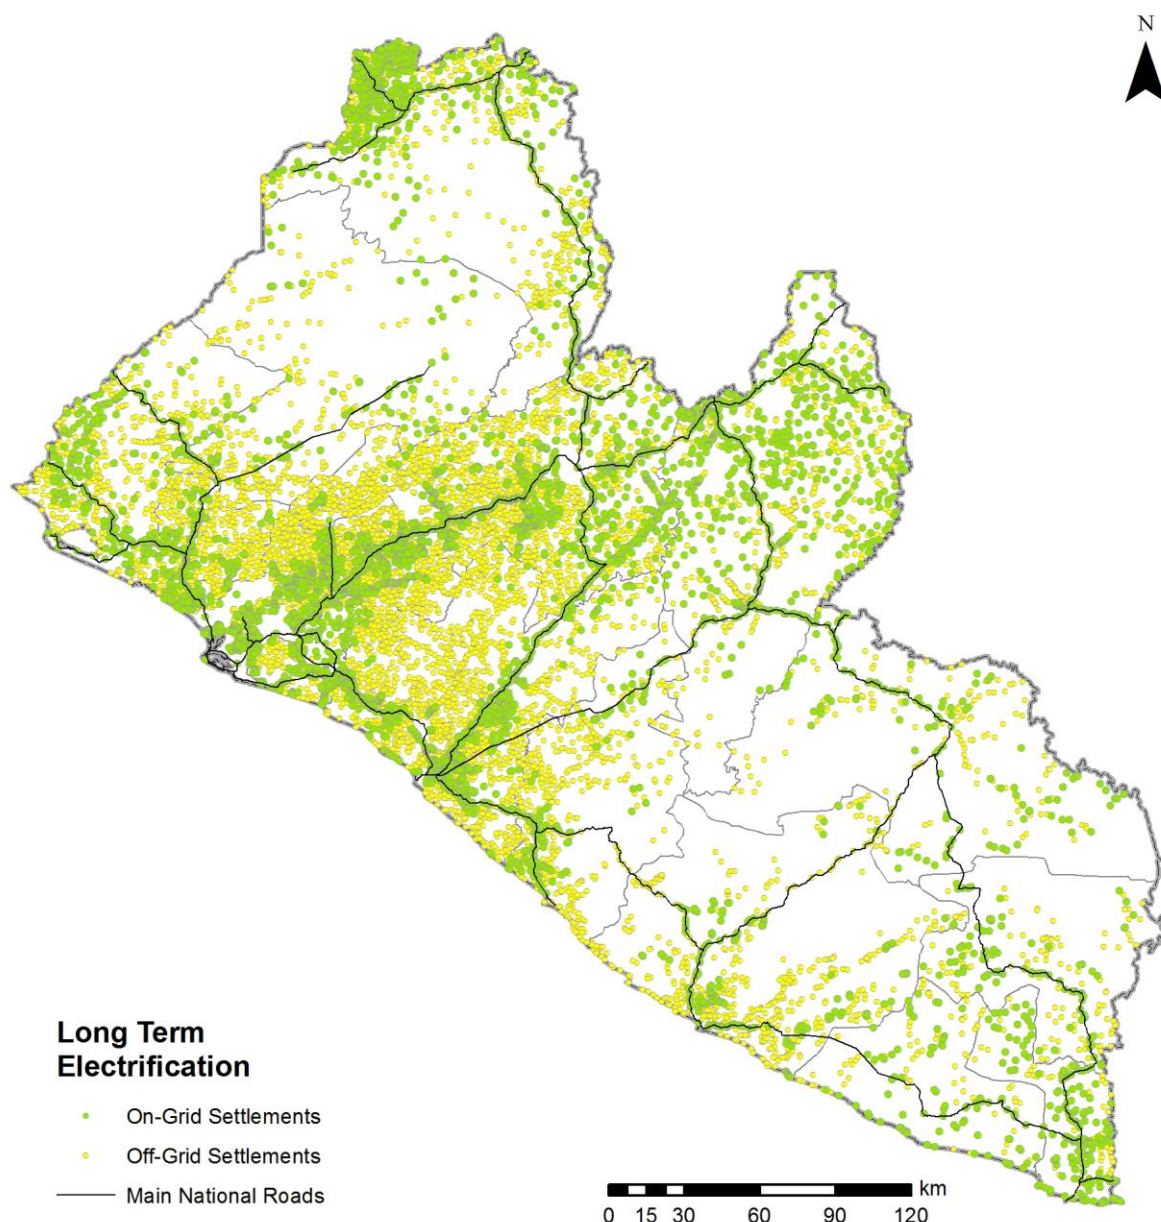 N
Long Term
Electrification
On-Grid Settlements
Off-Grid Settlements
Main National Roads
km
0 15 30 60 90 120